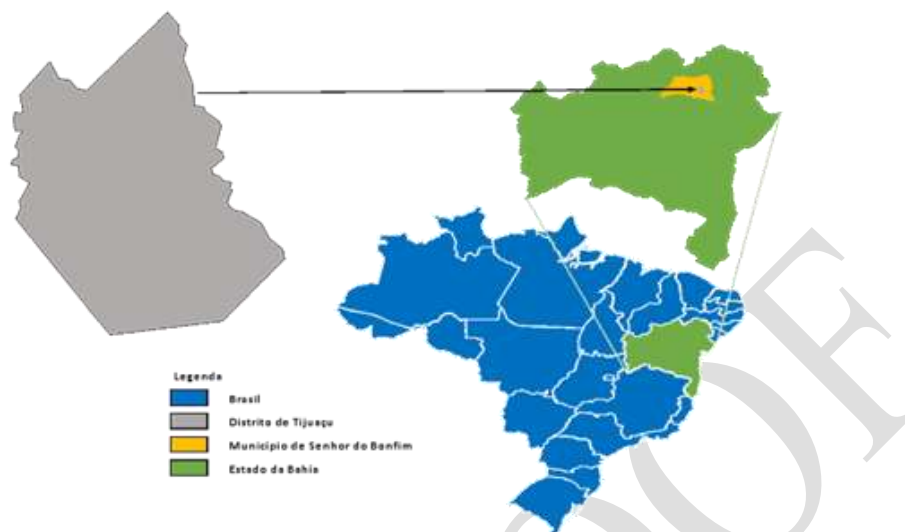 Legenda
Brasil
Distrito de Tijuaçu
Município de Senhor do Bonfim
Estado da Bahia